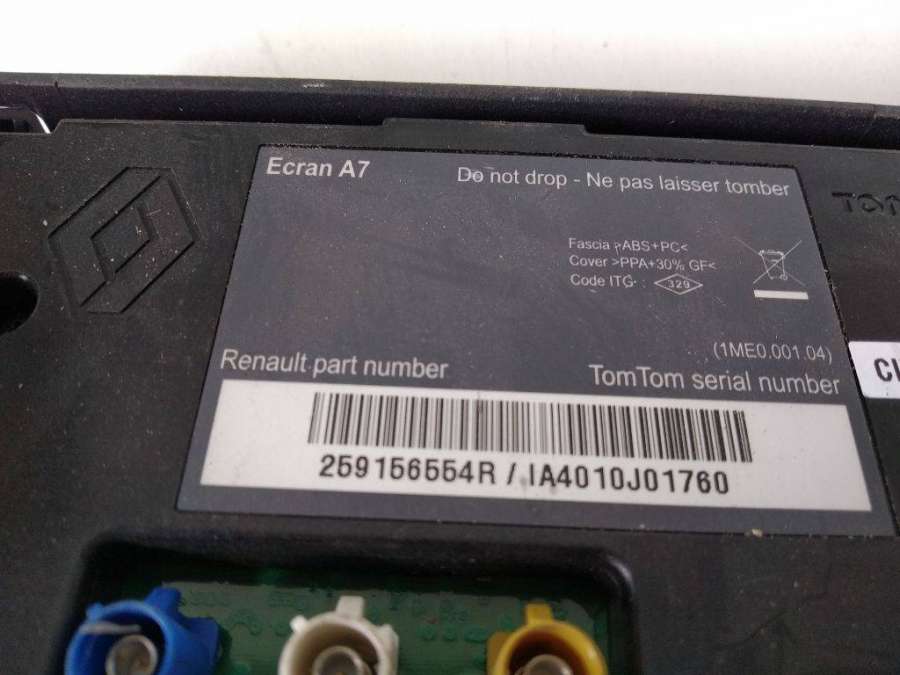 Ecran A7
Do not drop - Ne pas laisser tomber
Fascia >ABS+PC<
Cover >PPA+30% GF<
Code ITG 329
(1ME0.001.04)
Renault part number
TomTom serial number
259156554R / IA4010J01760